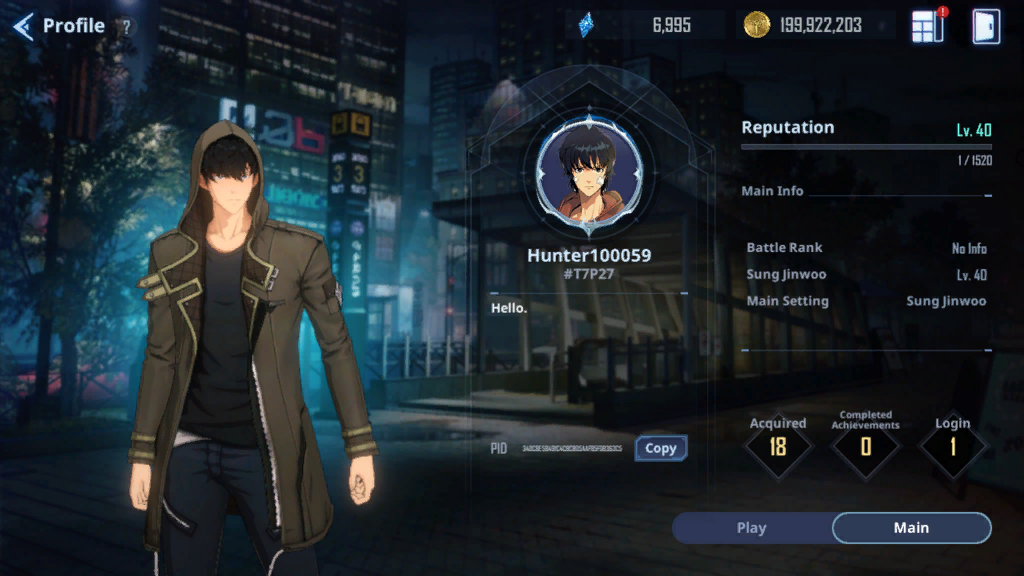 Profile ?
6,995
199,922,203
!
Reputation
Lv. 40
1 / 1520
Main Info
Battle Rank
No Info
Sung Jinwoo
Lv. 40
Main Setting
Sung Jinwoo
Hunter100059
#T7P27
Hello.
PID
Copy
Acquired
18
Completed
Achievements
0
Login
1
Play
Main